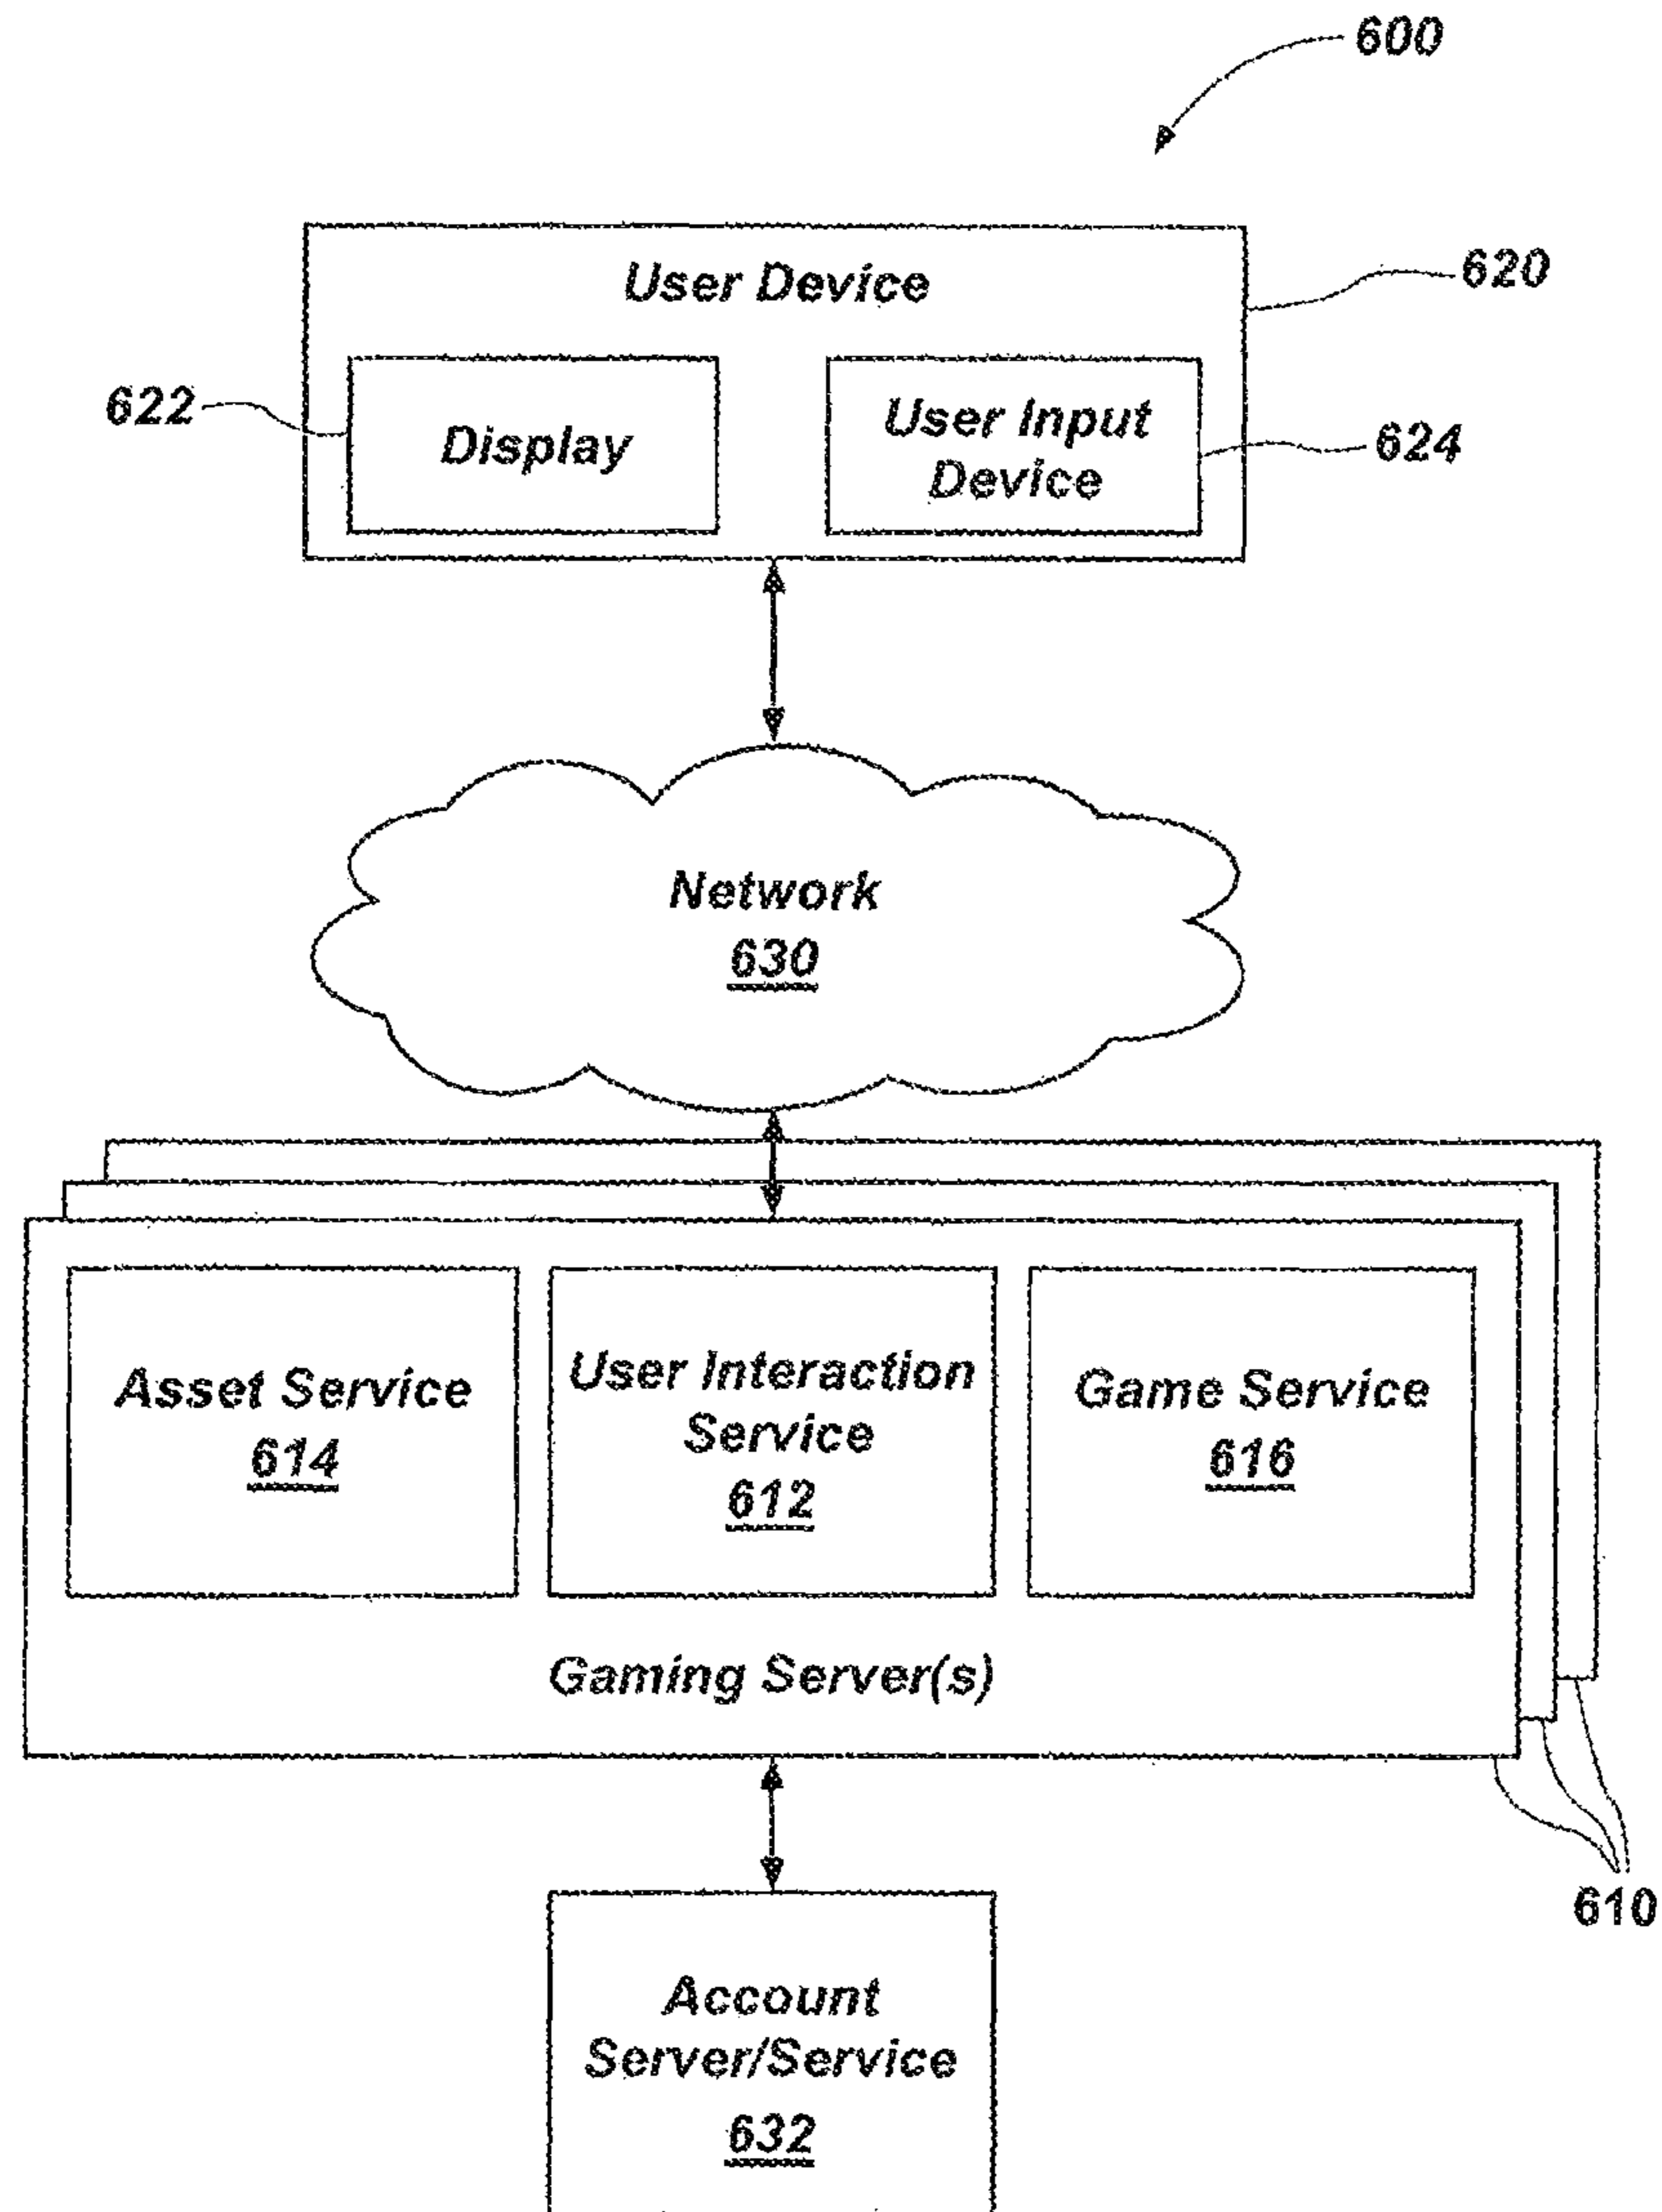 600
User Device
620
622
Display
User Input
Device
624
Network
630
Asset Service
614
User Interaction
Service
612
Game Service
616
Gaming Server(s)
610
Account
Server/Service
632